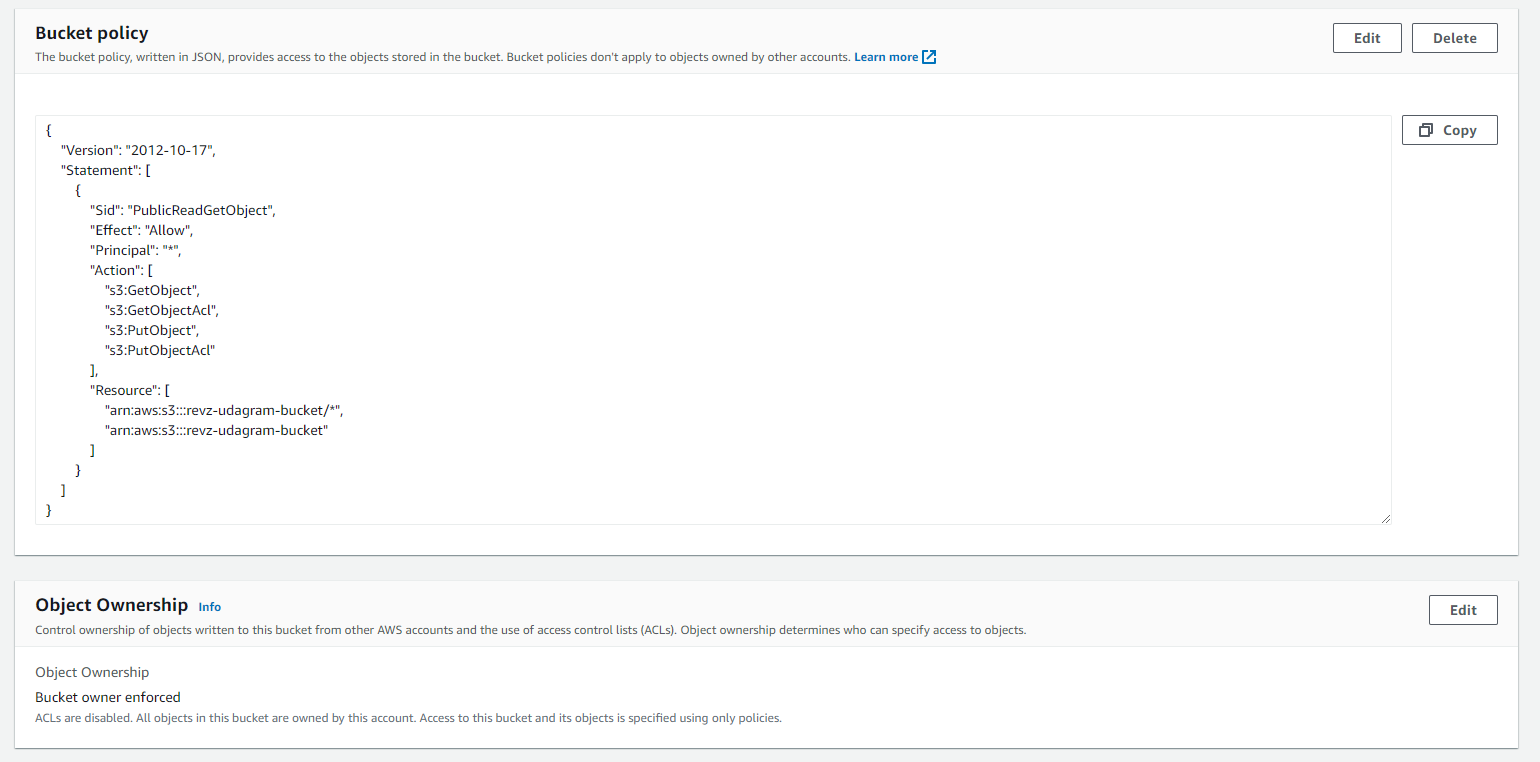 Bucket policy
Edit
Delete
The bucket policy, written in JSON, provides access to the objects stored in the bucket. Bucket policies don't apply to objects owned by other accounts. Learn more
Copy
{
"Version": "2012-10-17",
"Statement": [
{
"Sid": "PublicReadGetObject",
"Effect": "Allow",
"Principal": "*",
"Action": [
"s3:GetObject",
"s3:GetObjectAcl",
"s3:PutObject",
"s3:PutObjectAcl"
],
"Resource": [
"arn:aws:s3:::revz-udagram-bucket/*",
"arn:aws:s3:::revz-udagram-bucket"
]
}
]
}
Object Ownership Info
Edit
Control ownership of objects written to this bucket from other AWS accounts and the use of access control lists (ACLs). Object ownership determines who can specify access to objects.
Object Ownership
Bucket owner enforced
ACLs are disabled. All objects in this bucket are owned by this account. Access to this bucket and its objects is specified using only policies.